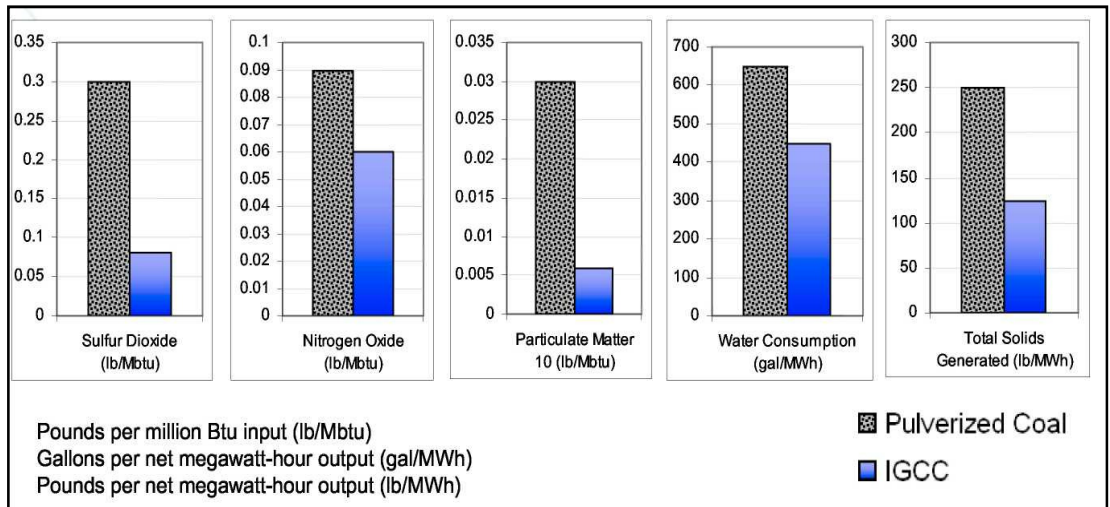 0.35
0.3
0.25
0.2
0.15
0.1
0.05
0
Sulfur Dioxide
(lb/Mbtu)
0.1
0.09
0.08
0.07
0.06
0.05
0.04
0.03
0.02
0.01
0
Nitrogen Oxide
(lb/Mbtu)
0.035
0.03
0.025
0.02
0.015
0.01
0.005
0
Particulate Matter
10 (lb/Mbtu)
700
600
500
400
300
200
100
0
Water Consumption
(gal/MWh)
300
250
200
150
100
50
0
Total Solids
Generated (lb/MWh)
Pounds per million Btu input (lb/Mbtu)
Gallons per net megawatt-hour output (gal/MWh)
Pounds per net megawatt-hour output (lb/MWh)
Pulverized Coal
IGCC